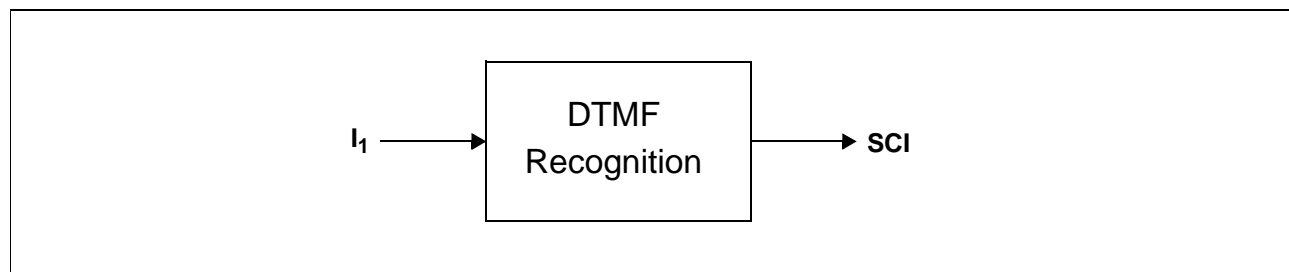 DTMF
I₁ SCI
Recognition